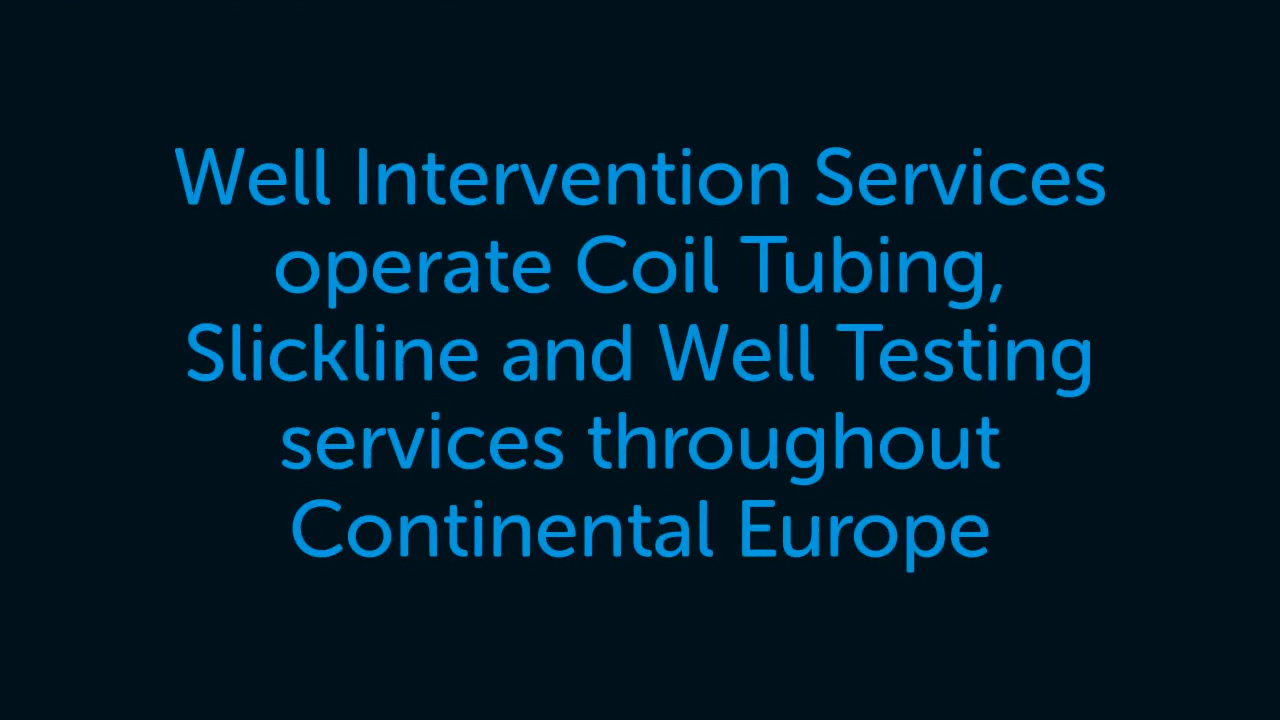 Well Intervention Services
operate Coil Tubing,
Slickline and Well Testing
services throughout
Continental Europe